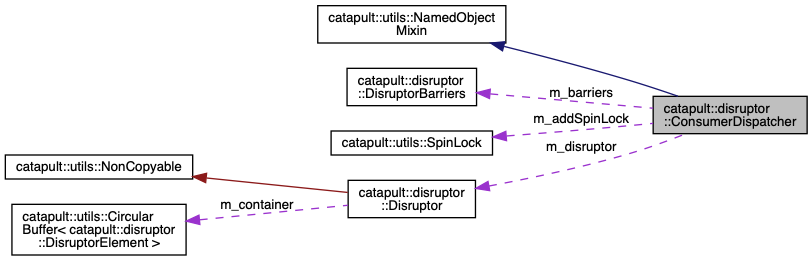 catapult::utils::NamedObject
Mixin
catapult::disruptor
::DisruptorBarriers
m_barriers
catapult::disruptor
::ConsumerDispatcher
m_addSpinLock
catapult::utils::SpinLock
m_disruptor
catapult::utils::NonCopyable
catapult::disruptor
::Disruptor
m_container
catapult::utils::Circular
Buffer< catapult::disruptor
::DisruptorElement >